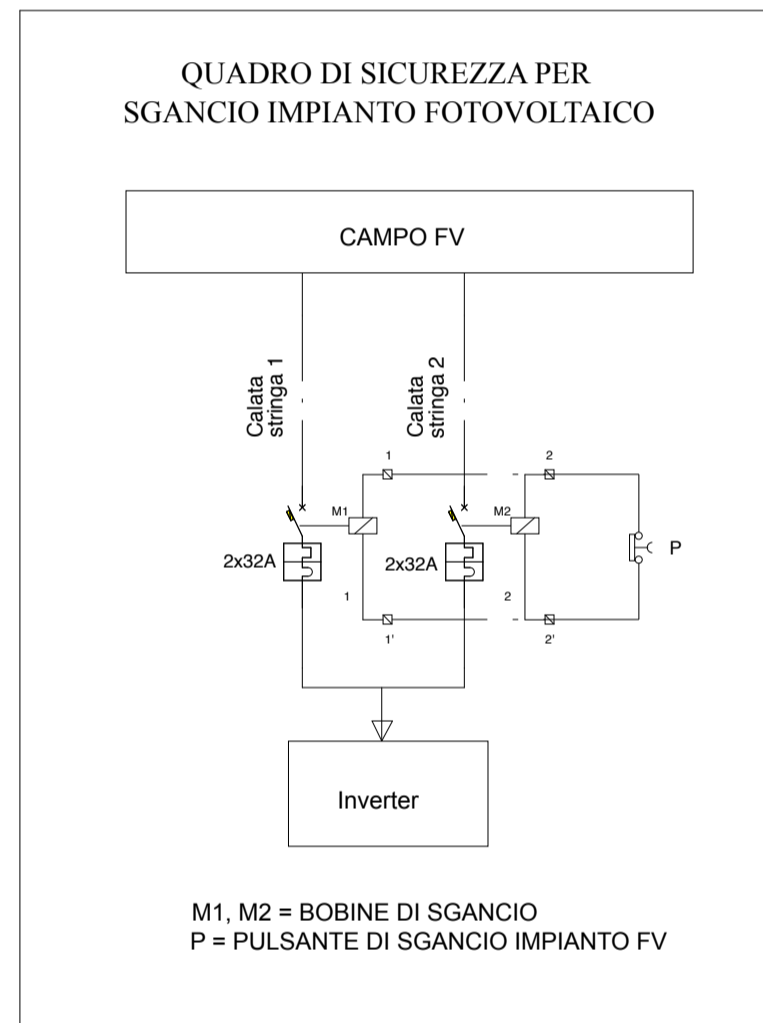 QUADRO DI SICUREZZA PER
SGANCIO IMPIANTO FOTOVOLTAICO
CAMPO FV
Calata
stringa 1
Calata
stringa 2
1
2
M1
M2
2x32A
2x32A
P
1
2
1'
2'
Inverter
M1, M2 = BOBINE DI SGANCIO
P = PULSANTE DI SGANCIO IMPIANTO FV